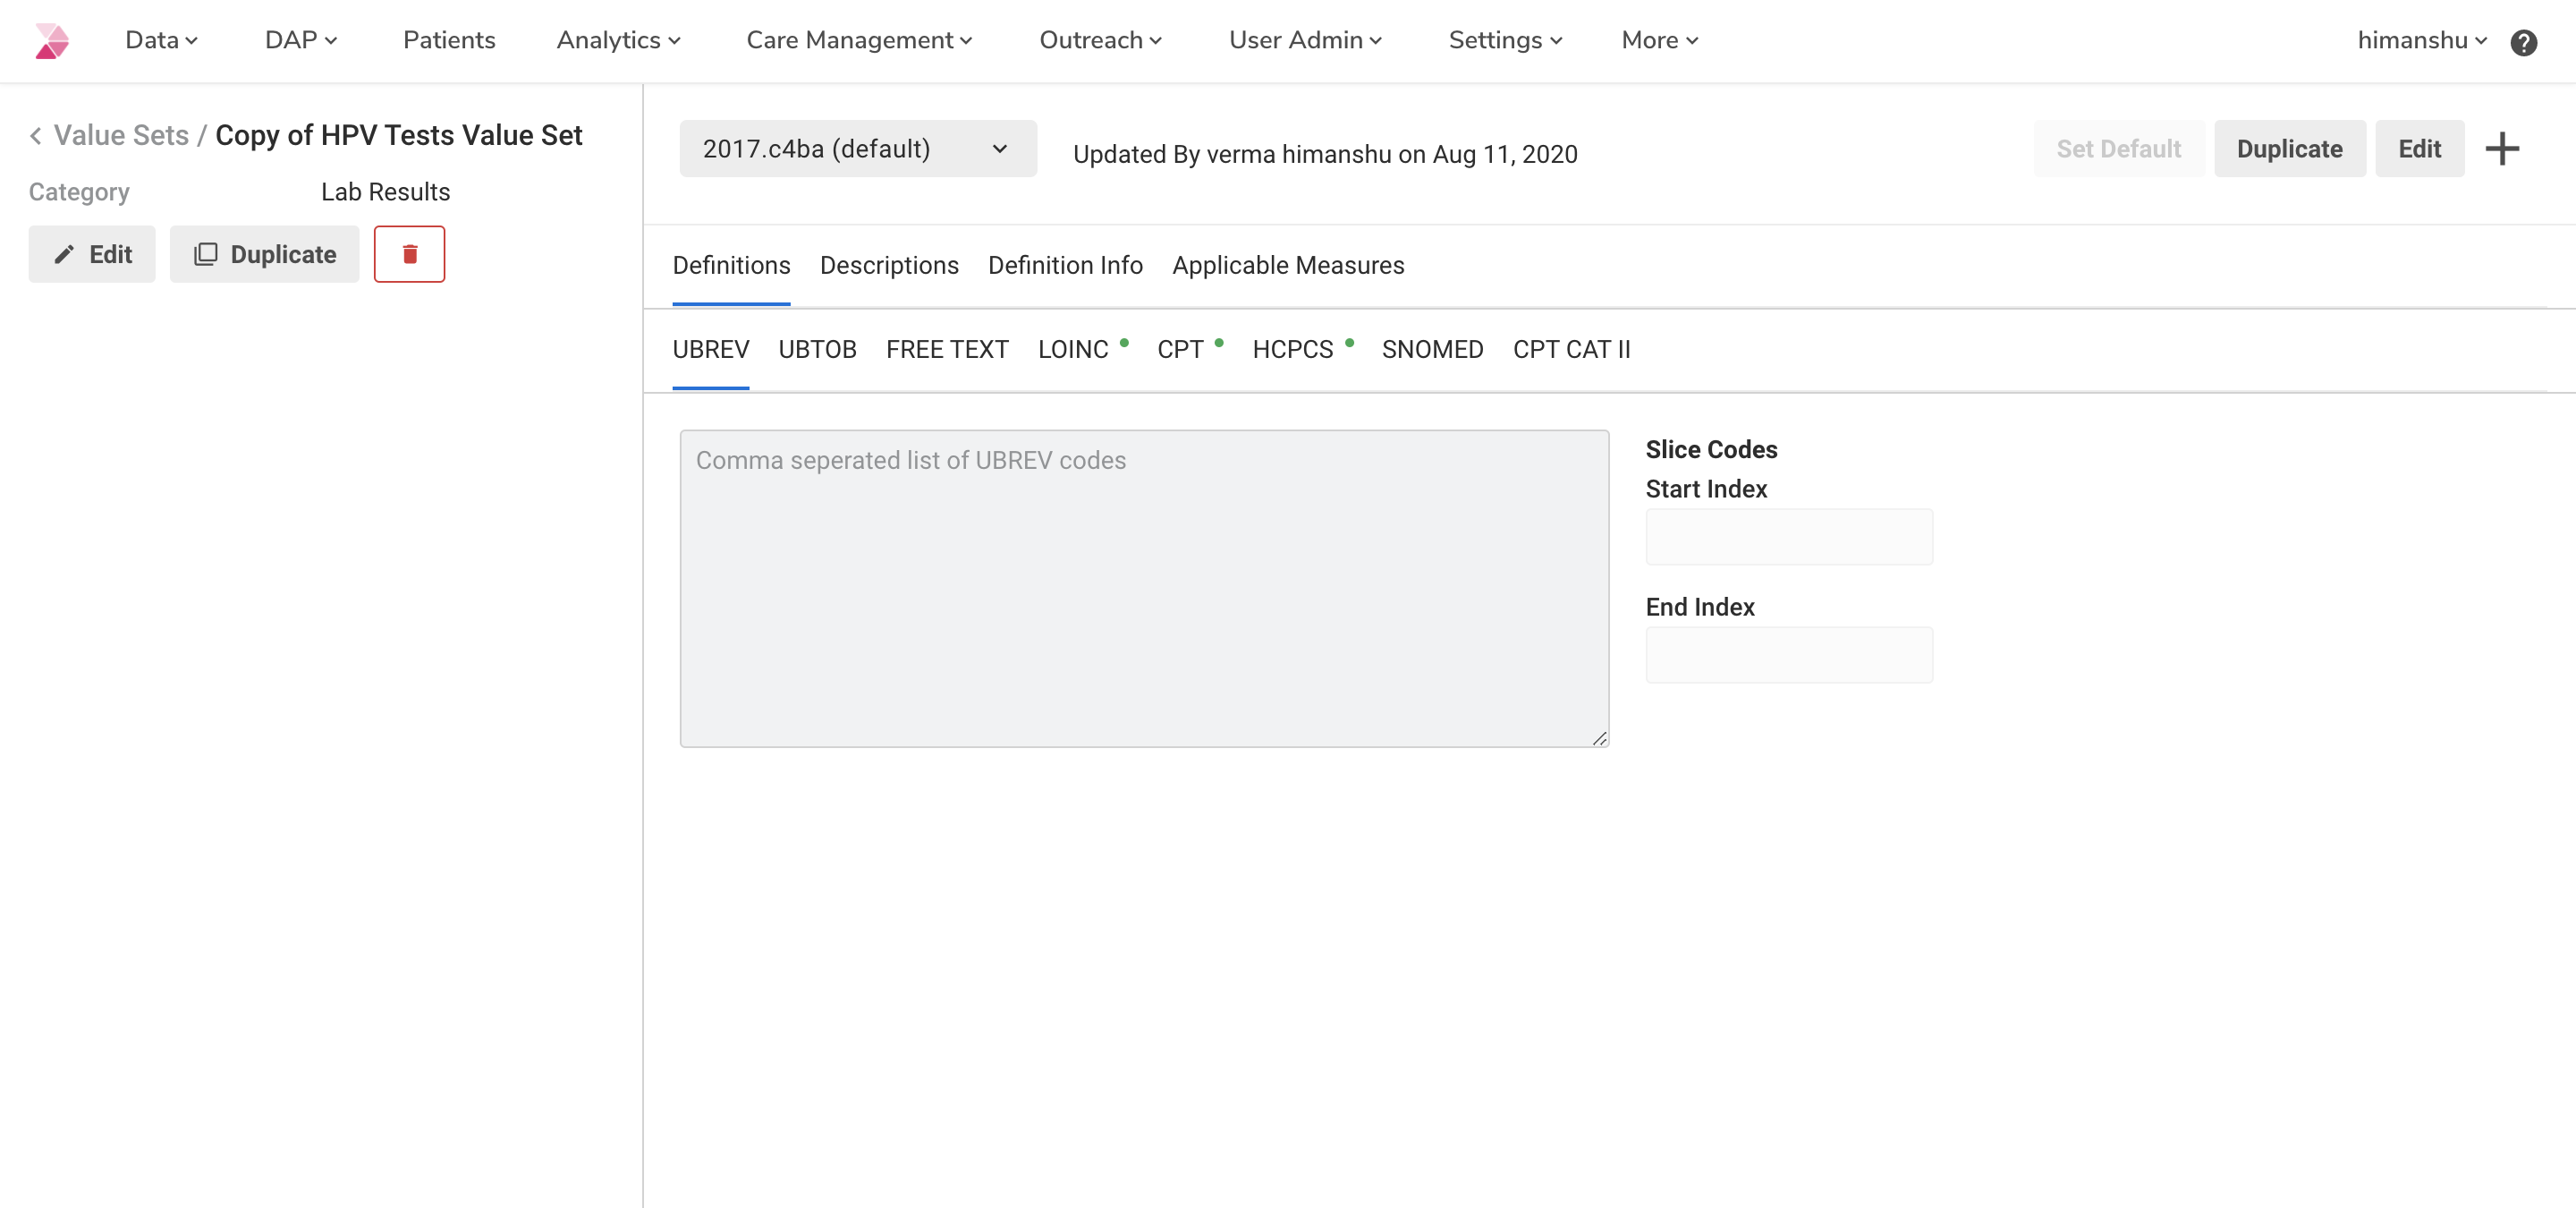 Data DAP Patients Analytics Care Management Outreach User Admin Settings More himanshu ?
< Value Sets / Copy of HPV Tests Value Set
Category Lab Results
Edit Duplicate
2017.c4ba (default) Updated By verma himanshu on Aug 11, 2020 Set Default Duplicate Edit +
Definitions Descriptions Definition Info Applicable Measures
UBREV UBTOB FREE TEXT LOINC CPT HCPCS SNOMED CPT CAT II
Comma seperated list of UBREV codes
Slice Codes
Start Index
End Index